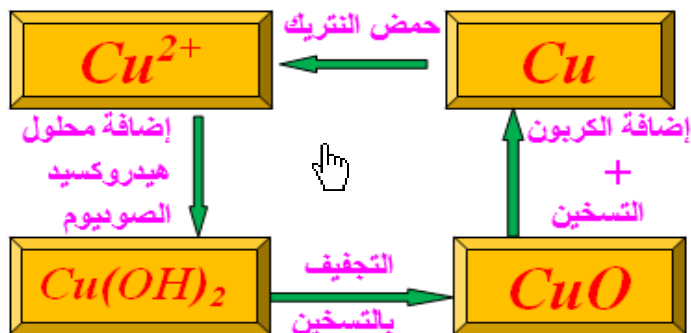 حمض النتريك
Cu²⁺
Cu
إضافة محلول
هيدروكسيد
الصوديوم
إضافة الكربون
+
التسخين
Cu(OH)₂
التجفيف
بالتسخين
CuO